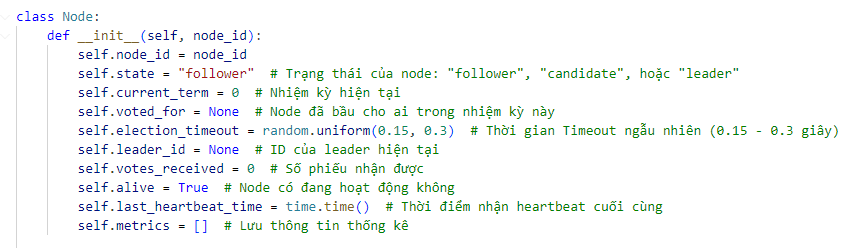 class Node:
    def __init__(self, node_id):
        self.node_id = node_id
        self.state = "follower"  # Trạng thái của node: "follower", "candidate", hoặc "leader"
        self.current_term = 0  # Nhiệm kỳ hiện tại
        self.voted_for = None  # Node đã bầu cho ai trong nhiệm kỳ này
        self.election_timeout = random.uniform(0.15, 0.3)  # Thời gian Timeout ngẫu nhiên (0.15 - 0.3 giây)
        self.leader_id = None  # ID của leader hiện tại
        self.votes_received = 0  # Số phiếu nhận được
        self.alive = True  # Node có đang hoạt động không
        self.last_heartbeat_time = time.time()  # Thời điểm nhận heartbeat cuối cùng
        self.metrics = []  # Lưu thông tin thống kê